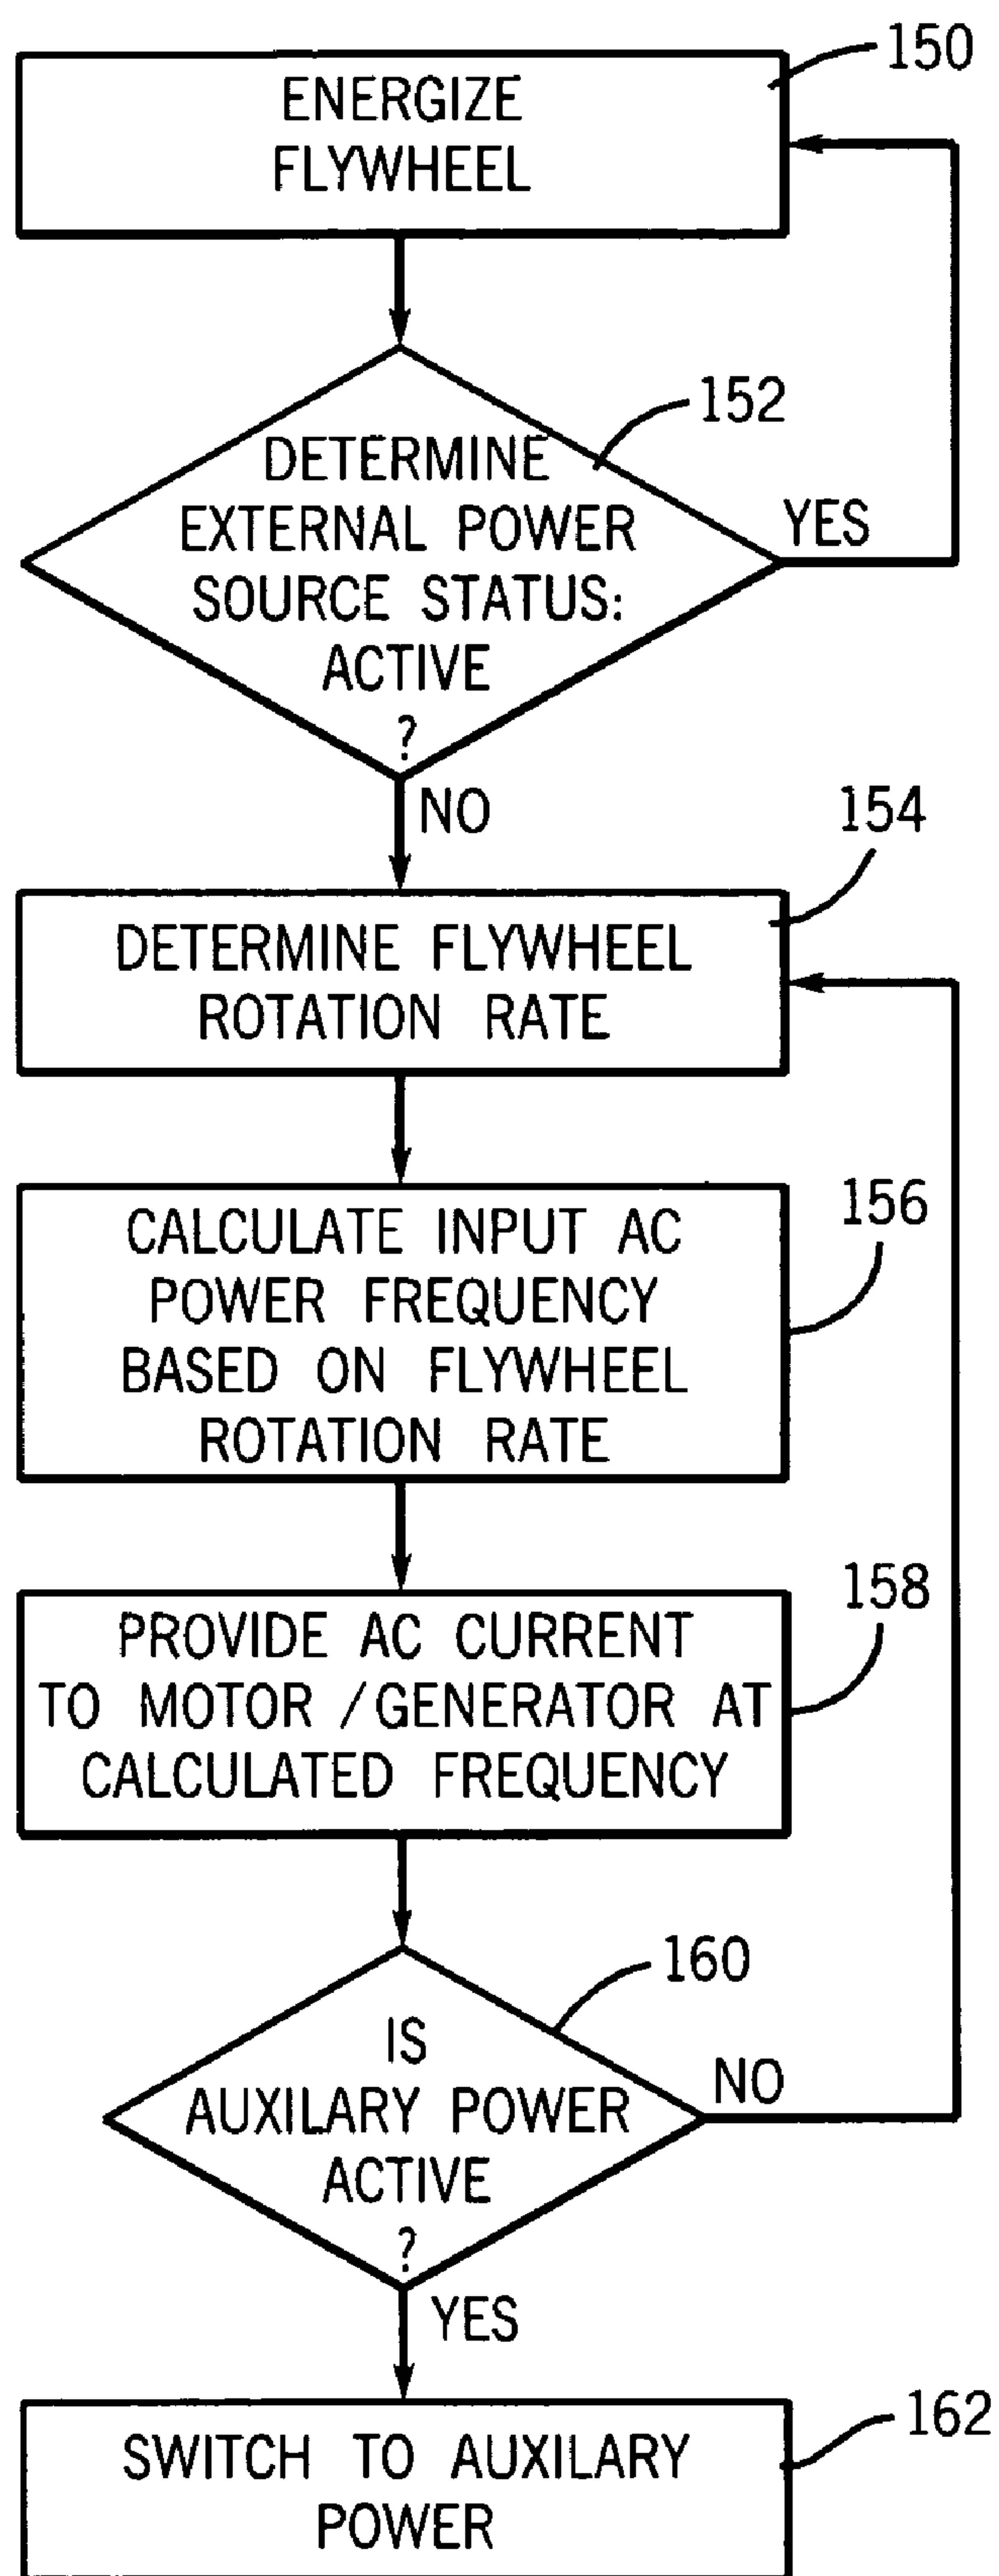 150
ENERGIZE
FLYWHEEL
152
DETERMINE
EXTERNAL POWER
SOURCE STATUS:
ACTIVE
?
YES
NO
154
DETERMINE FLYWHEEL
ROTATION RATE
156
CALCULATE INPUT AC
POWER FREQUENCY
BASED ON FLYWHEEL
ROTATION RATE
158
PROVIDE AC CURRENT
TO MOTOR /GENERATOR AT
CALCULATED FREQUENCY
160
IS
AUXILARY POWER
ACTIVE
?
NO
YES
162
SWITCH TO AUXILARY
POWER